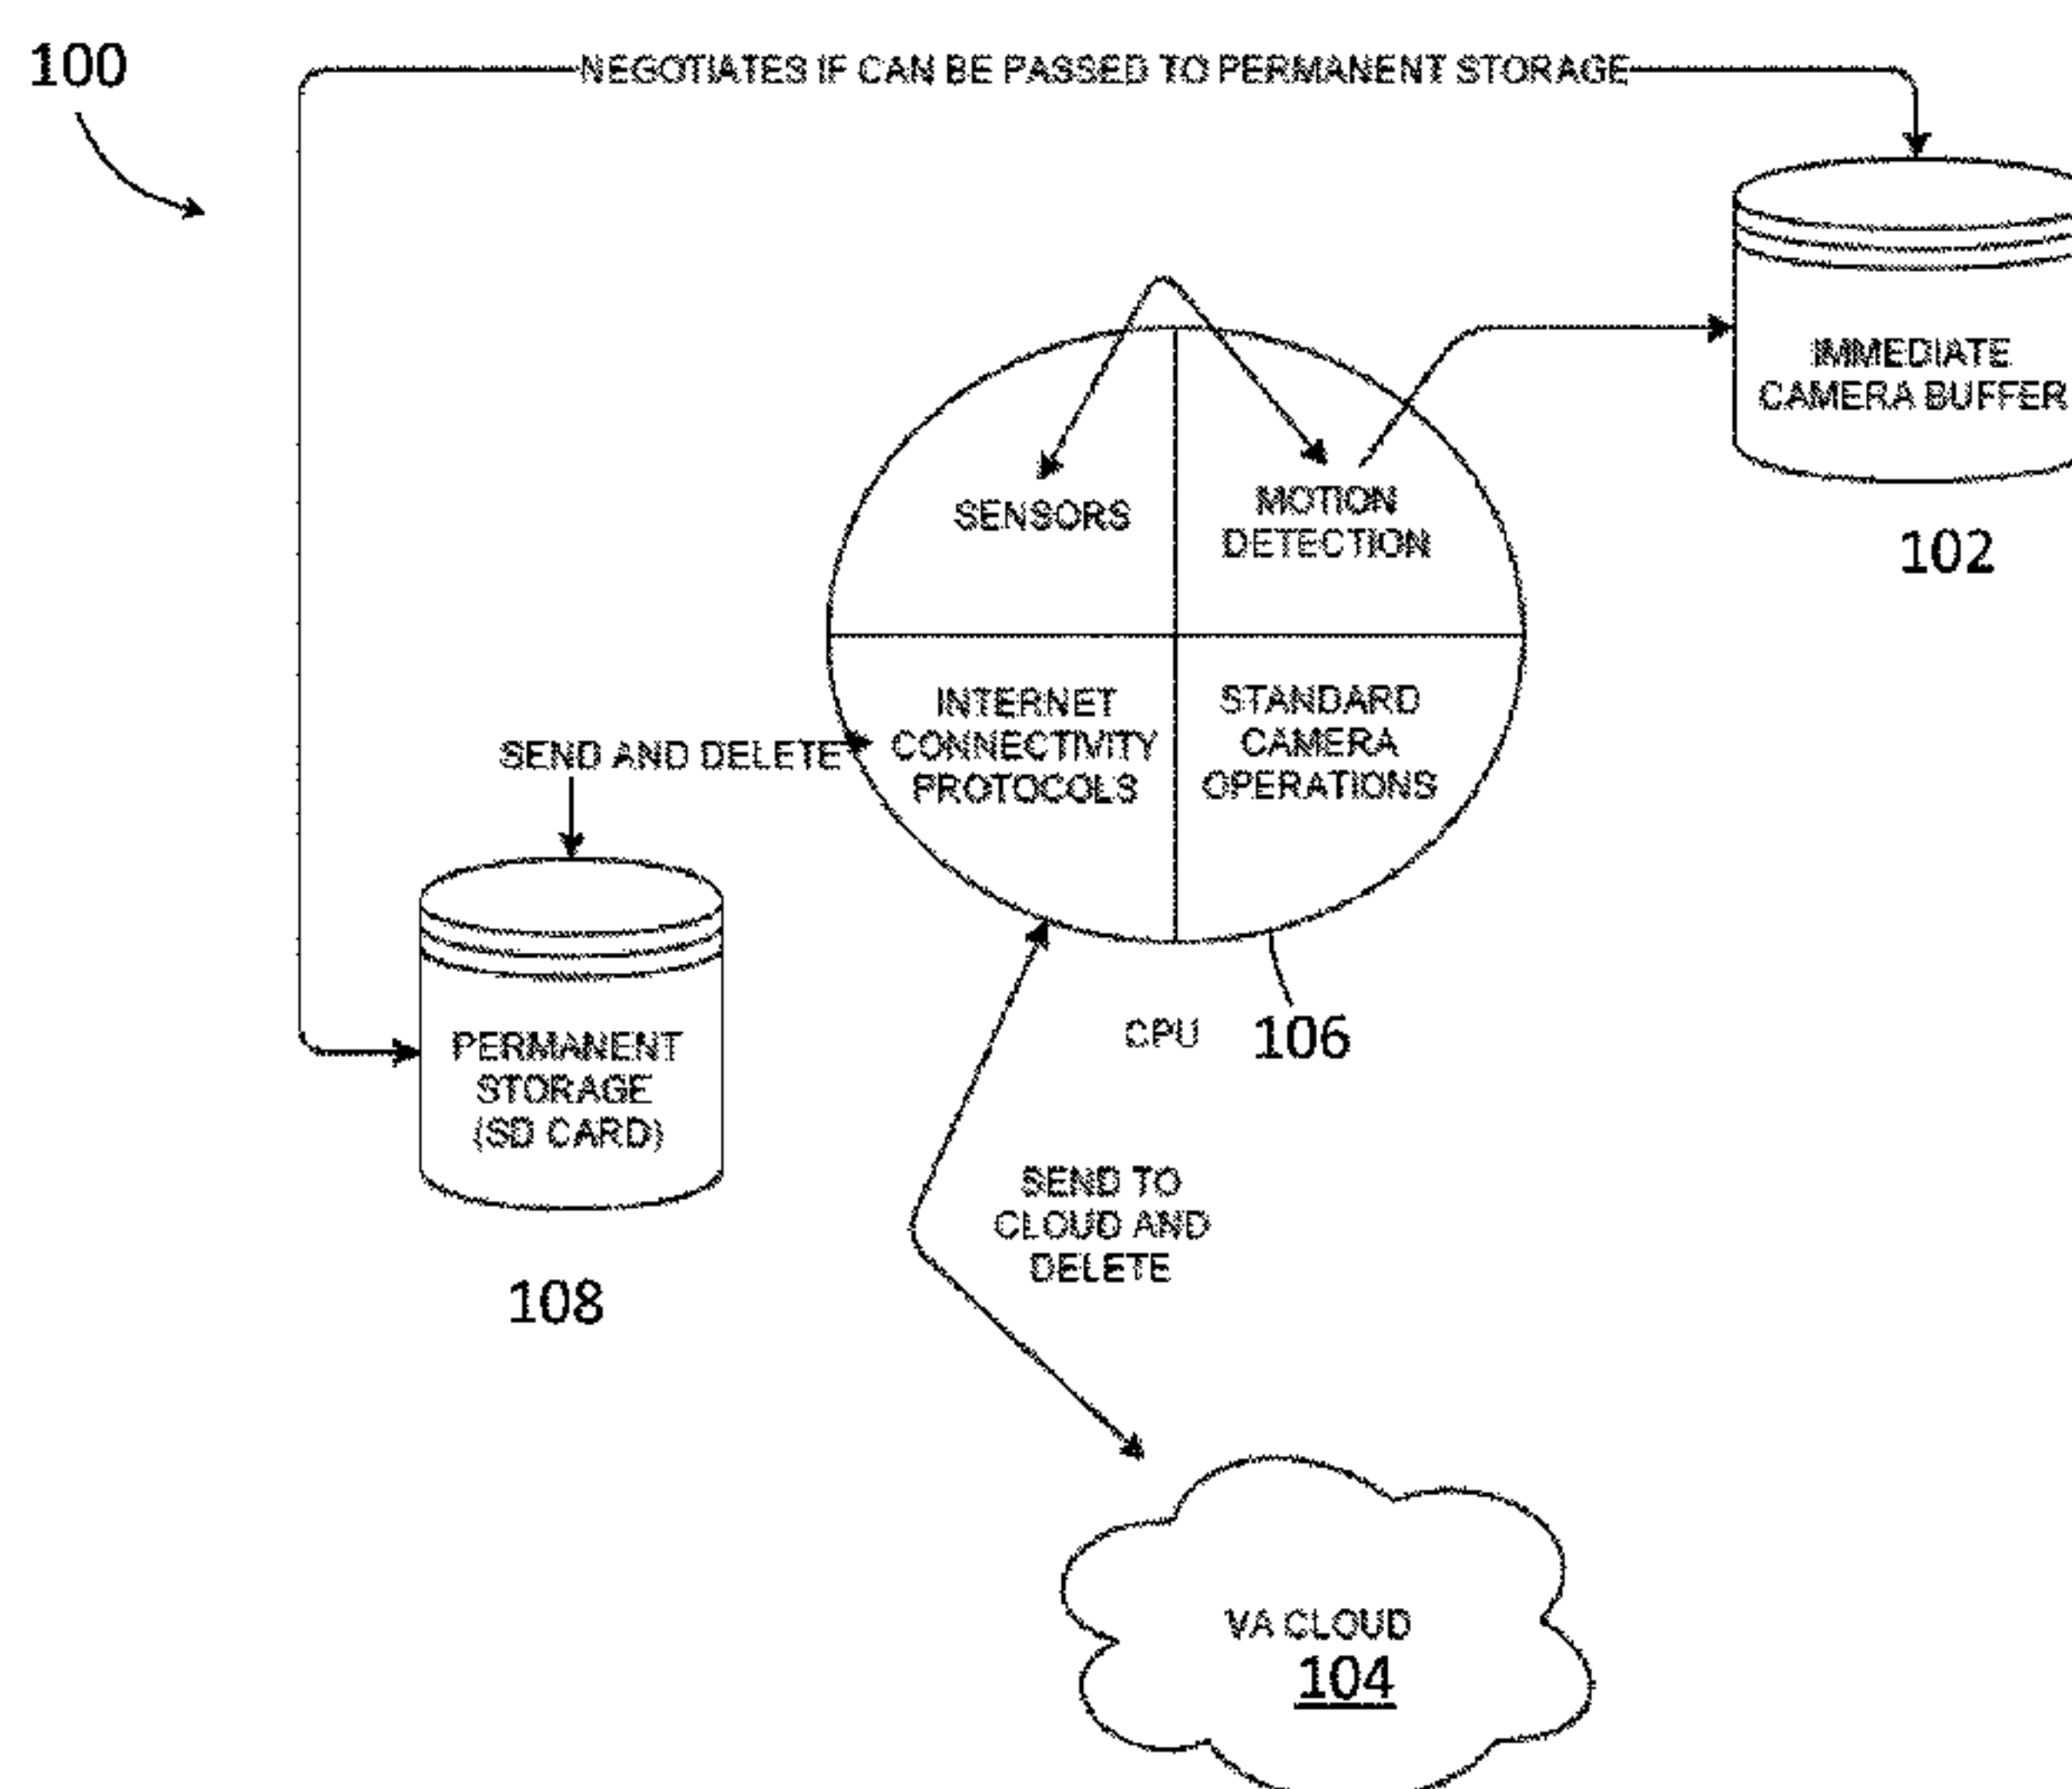 100
NEGOTIATES IF CAN BE PASSED TO PERMANENT STORAGE
IMMEDIATE
CAMERA BUFFER
102
SENSORS
MOTION
DETECTION
INTERNET
CONNECTIVITY
PROTOCOLS
STANDARD
CAMERA
OPERATIONS
SEND AND DELETE
PERMANENT
STORAGE
(SD CARD)
108
CPU
106
SEND TO
CLOUD AND
DELETE
VA CLOUD
104